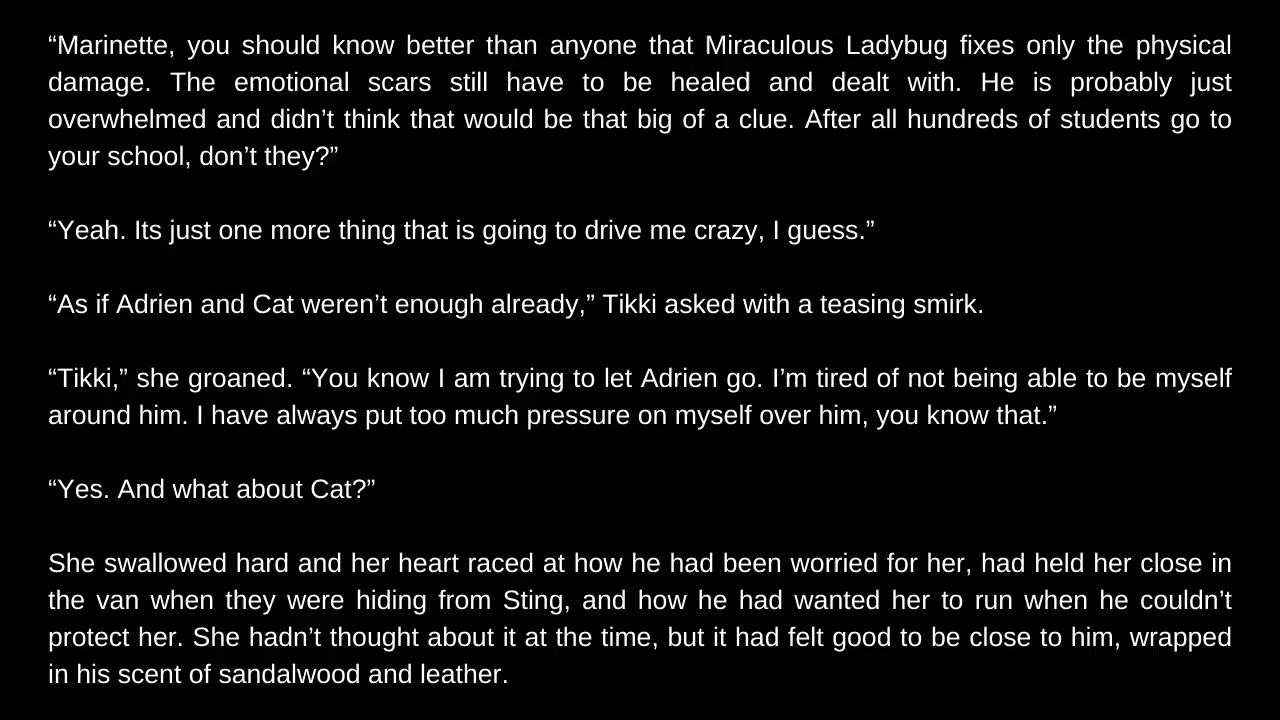 “Marinette, you should know better than anyone that Miraculous Ladybug fixes only the physical
damage. The emotional scars still have to be healed and dealt with. He is probably just
overwhelmed and didn’t think that would be that big of a clue. After all hundreds of students go to
your school, don’t they?”
“Yeah. Its just one more thing that is going to drive me crazy, I guess.”
“As if Adrien and Cat weren’t enough already,” Tikki asked with a teasing smirk.
“Tikki,” she groaned. “You know I am trying to let Adrien go. I’m tired of not being able to be myself
around him. I have always put too much pressure on myself over him, you know that.”
“Yes. And what about Cat?”
She swallowed hard and her heart raced at how he had been worried for her, had held her close in
the van when they were hiding from Sting, and how he had wanted her to run when he couldn’t
protect her. She hadn’t thought about it at the time, but it had felt good to be close to him, wrapped
in his scent of sandalwood and leather.